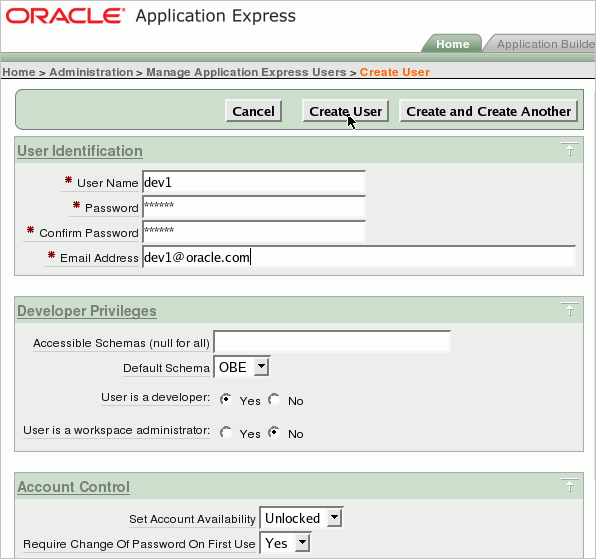 ORACLE Application Express
Home Application Builde
Home > Administration > Manage Application Express Users > Create User
Cancel Create User Create and Create Another
User Identification
* User Name dev1
* Password ******
* Confirm Password ******
* Email Address dev1@oracle.com
Developer Privileges
Accessible Schemas (null for all)
Default Schema OBE
User is a developer: Yes No
User is a workspace administrator: Yes No
Account Control
Set Account Availability Unlocked
Require Change Of Password On First Use Yes